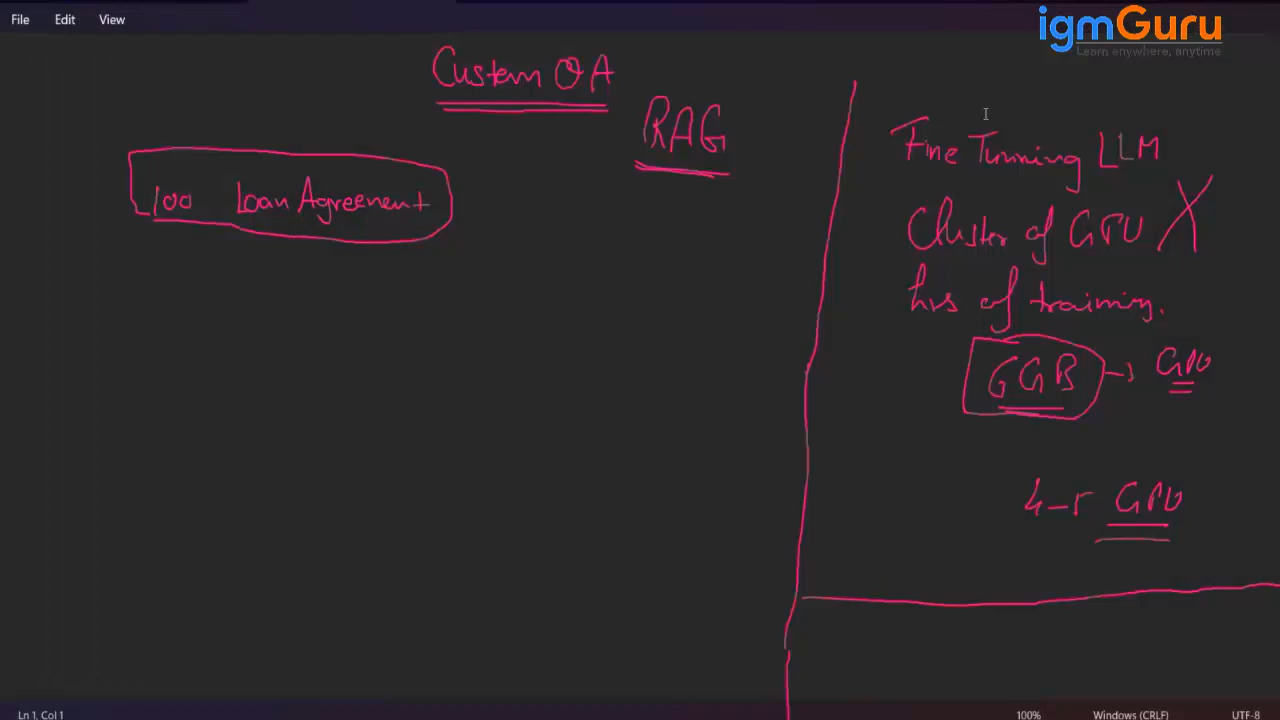 File Edit View
igmGuru
Learn anywhere, anytime
Custom QA
RAG
100 Loan Agreement
Fine Tunning LLM
Cluster of GPU X
hrs of training.
6GB → GPU
4-5 GPU
Ln 1, Col 1 100% Windows (CRLF) UTF-8